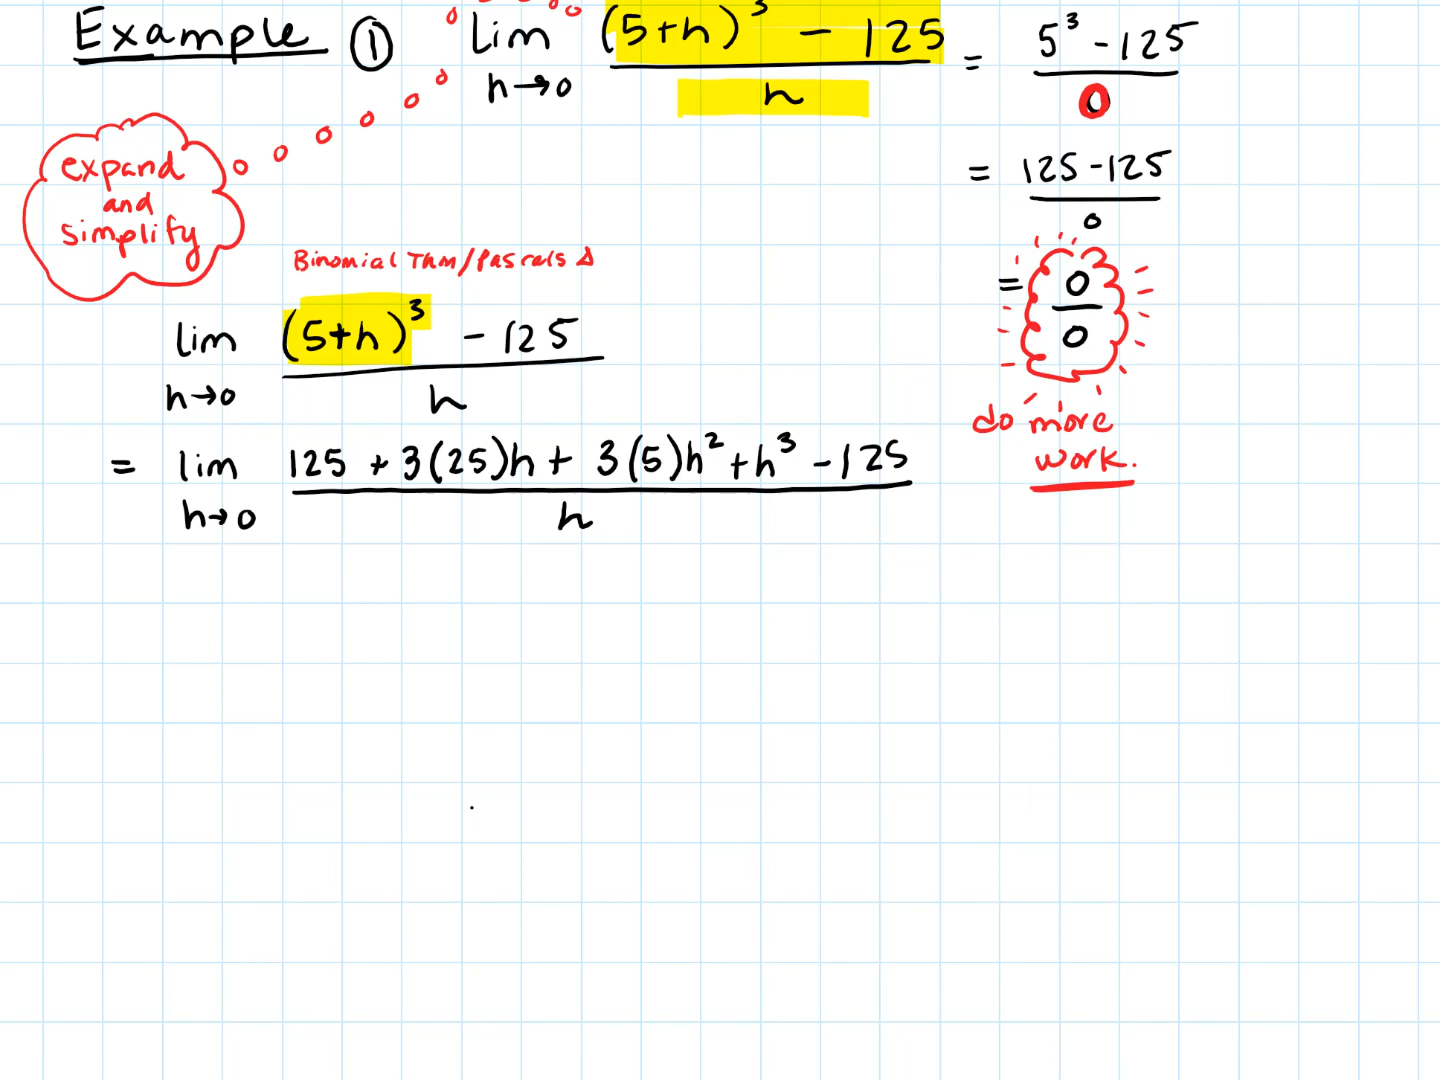 Example ① Lim (5+h)³ - 125 = 5³ - 125
h→0 h 0
expand
and
simplify
= 125 - 125
0
Binomial Thm/Pascals Δ
= 0
0
lim (5+h)³ - 125
h→0 h
do more
work.
= lim 125 + 3(25)h + 3(5)h² + h³ - 125
h→0 h